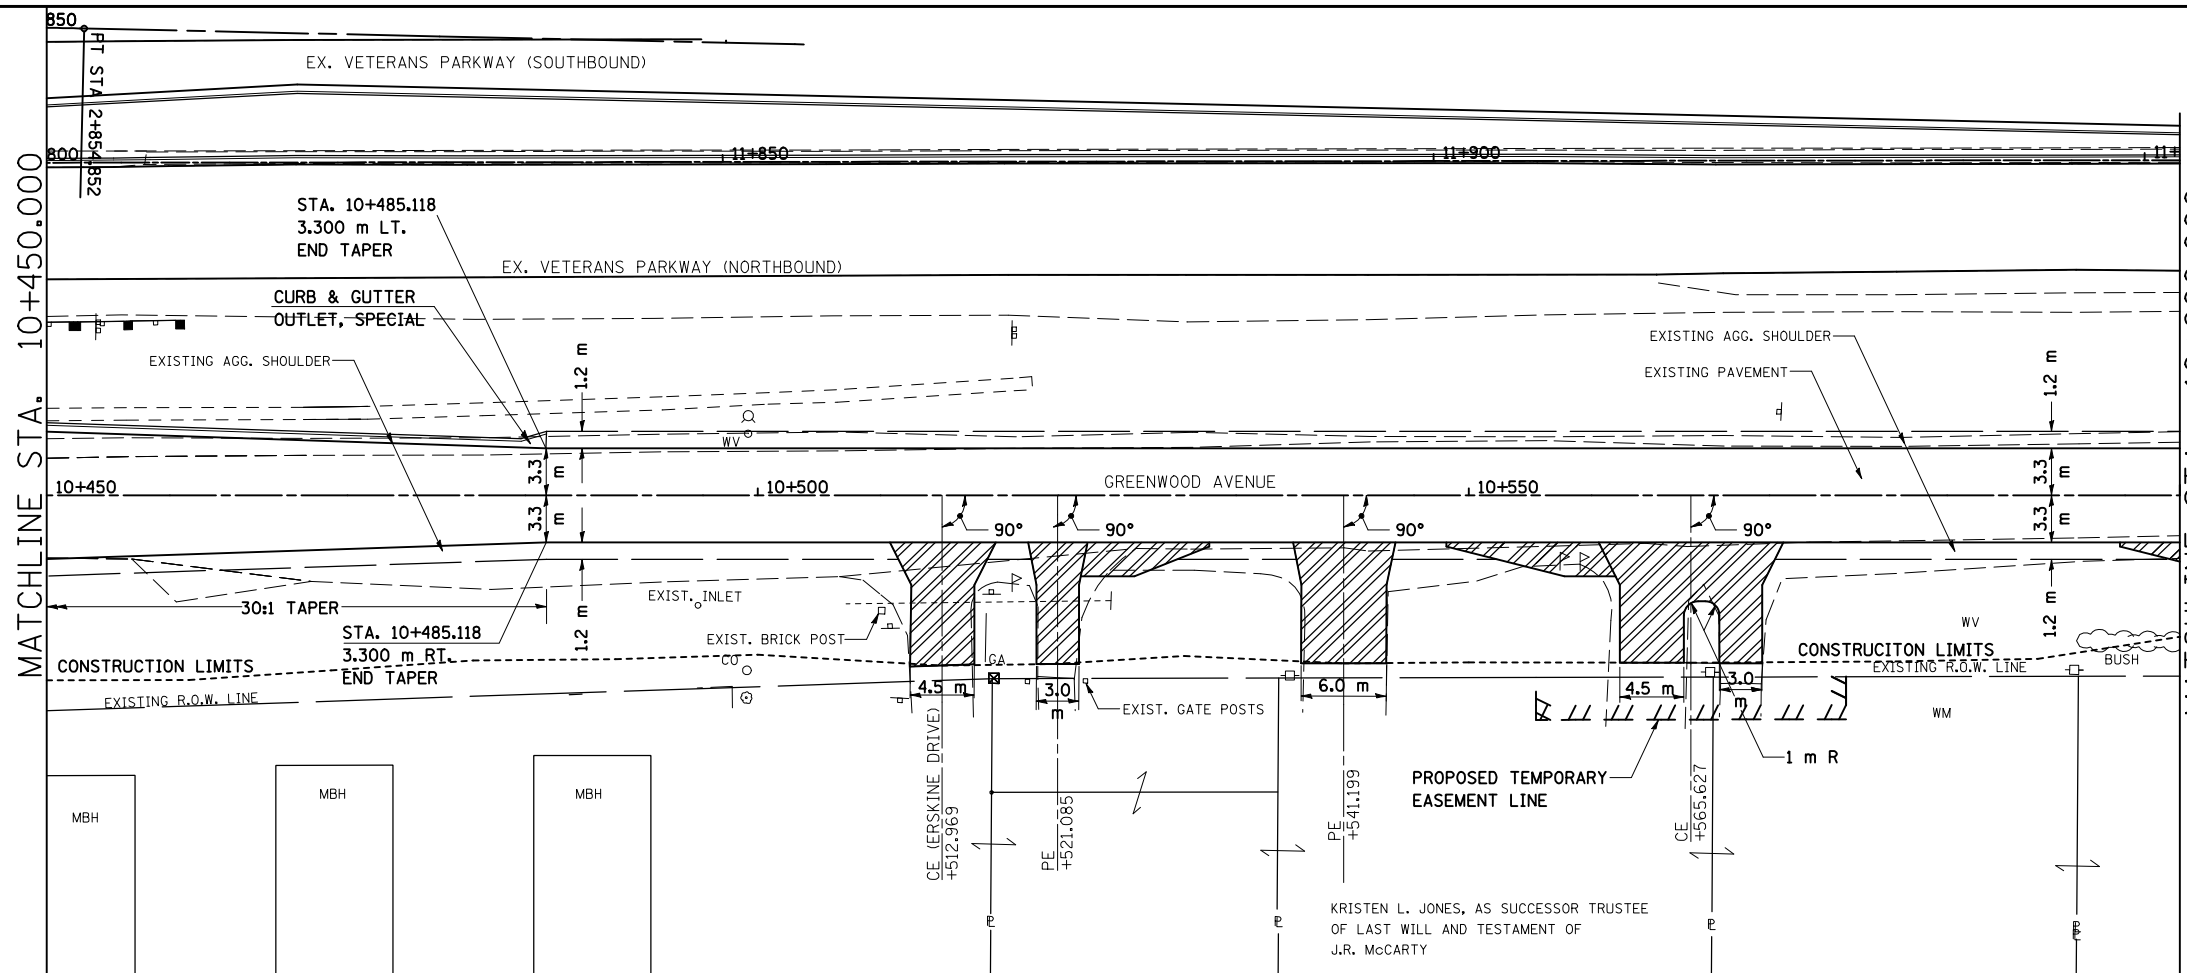 850
PT STA 2+854.852
EX. VETERANS PARKWAY (SOUTHBOUND)
800
11+850
11+900
11+
MATCHLINE STA. 10+450.000
STA. 10+485.118
3.300 m LT.
END TAPER
EX. VETERANS PARKWAY (NORTHBOUND)
CURB & GUTTER
OUTLET, SPECIAL
EXISTING AGG. SHOULDER
1.2 m
EXISTING AGG. SHOULDER
EXISTING PAVEMENT
1.2 m
WV
3.3 m
3.3 m
10+450
10+500
GREENWOOD AVENUE
10+550
3.3 m
3.3 m
90°
90°
90°
90°
30:1 TAPER
1.2 m
EXIST. INLET
EXIST. BRICK POST
CO
STA. 10+485.118
3.300 m RT.
END TAPER
CONSTRUCTION LIMITS
EXISTING R.O.W. LINE
GA
4.5 m
3.0
m
EXIST. GATE POSTS
6.0 m
4.5 m
3.0
m
1.2 m
WV
CONSTRUCITON LIMITS
EXISTING R.O.W. LINE
BUSH
WM
1 m R
PROPOSED TEMPORARY
EASEMENT LINE
MBH
MBH
MBH
CE (ERSKINE DRIVE)
+512.969
PE
+521.085
PE
+541.199
CE
+565.627
KRISTEN L. JONES, AS SUCCESSOR TRUSTEE
OF LAST WILL AND TESTAMENT OF
J.R. McCARTY